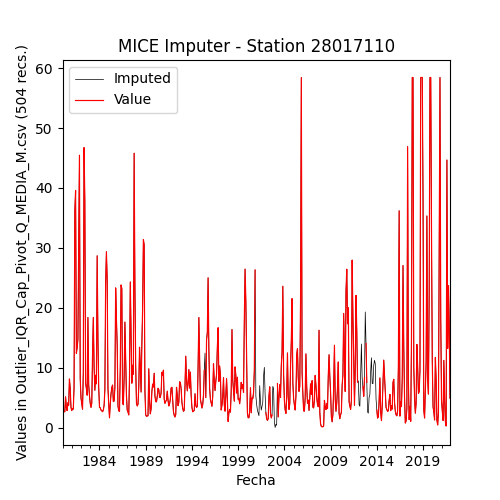 MICE Imputer - Station 28017110
Values in Outlier_IQR_Cap_Pivot_Q_MEDIA_M.csv (504 recs.)
Imputed
Value
60
50
40
30
20
10
0
1984 1989 1994 1999 2004 2009 2014 2019
Fecha